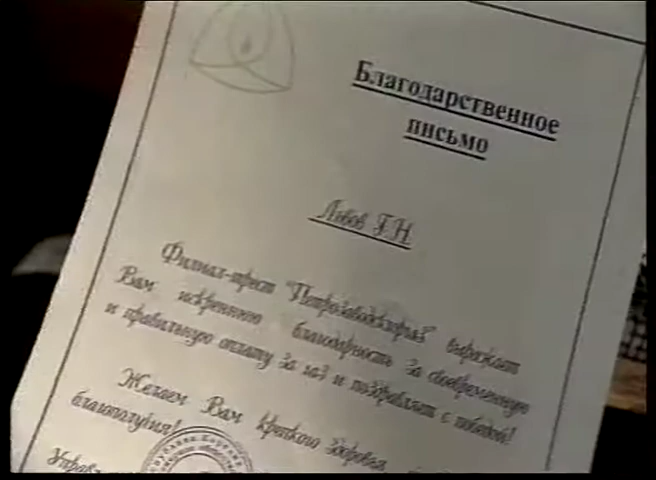 Благодарственное
письмо
Львов Г.Н.
Филиал-трест "Петрозаводскгоргаз" выражает
Вам искреннюю благодарность за своевременную
и правильную оплату за газ и поздравляет с победой!
Желаем Вам крепкого здоровья,
благополучия!